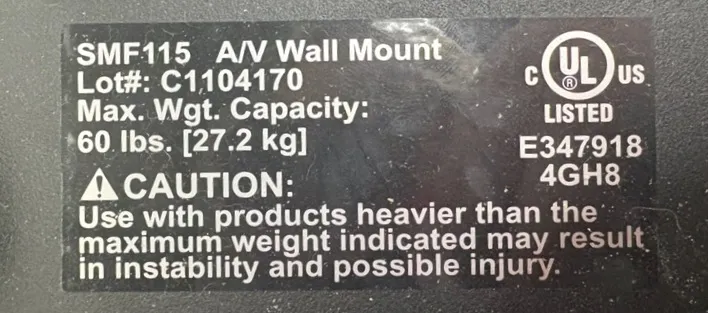 SMF115 A/V Wall Mount
Lot#: C1104170
Max. Wgt. Capacity:
60 lbs. [27.2 kg]
⚠CAUTION:
Use with products heavier than the
maximum weight indicated may result
in instability and possible injury.
C UL® US
LISTED
E347918
4GH8